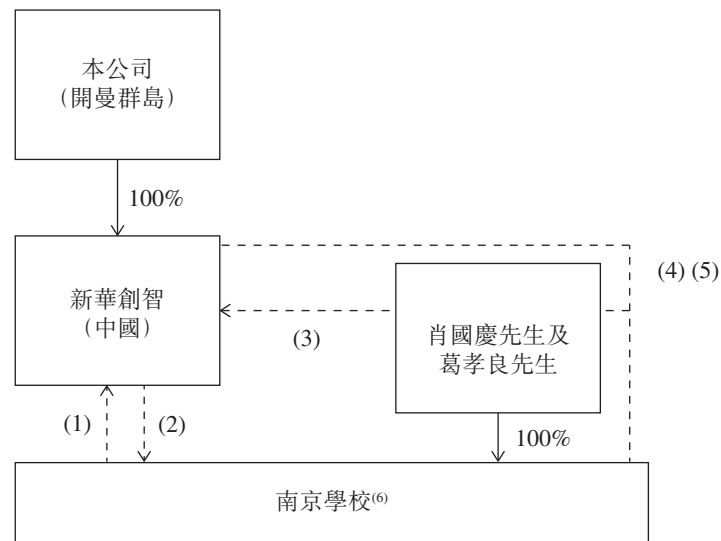 本公司
（開曼群島）
100%
新華創智
（中國）
(4) (5)
(3)
肖國慶先生及
葛孝良先生
(1)
(2)
100%
南京學校(6)